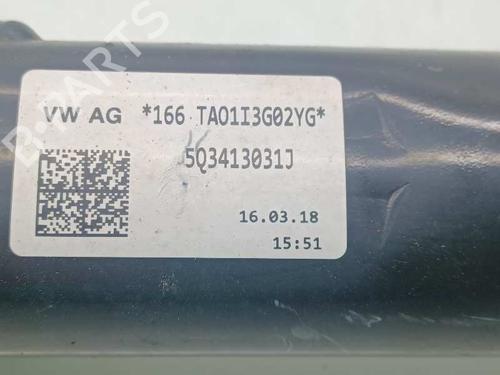 VW AG *166 TA01I3G02YG*
5Q3413031J
16.03.18
15:51
B-PARTS